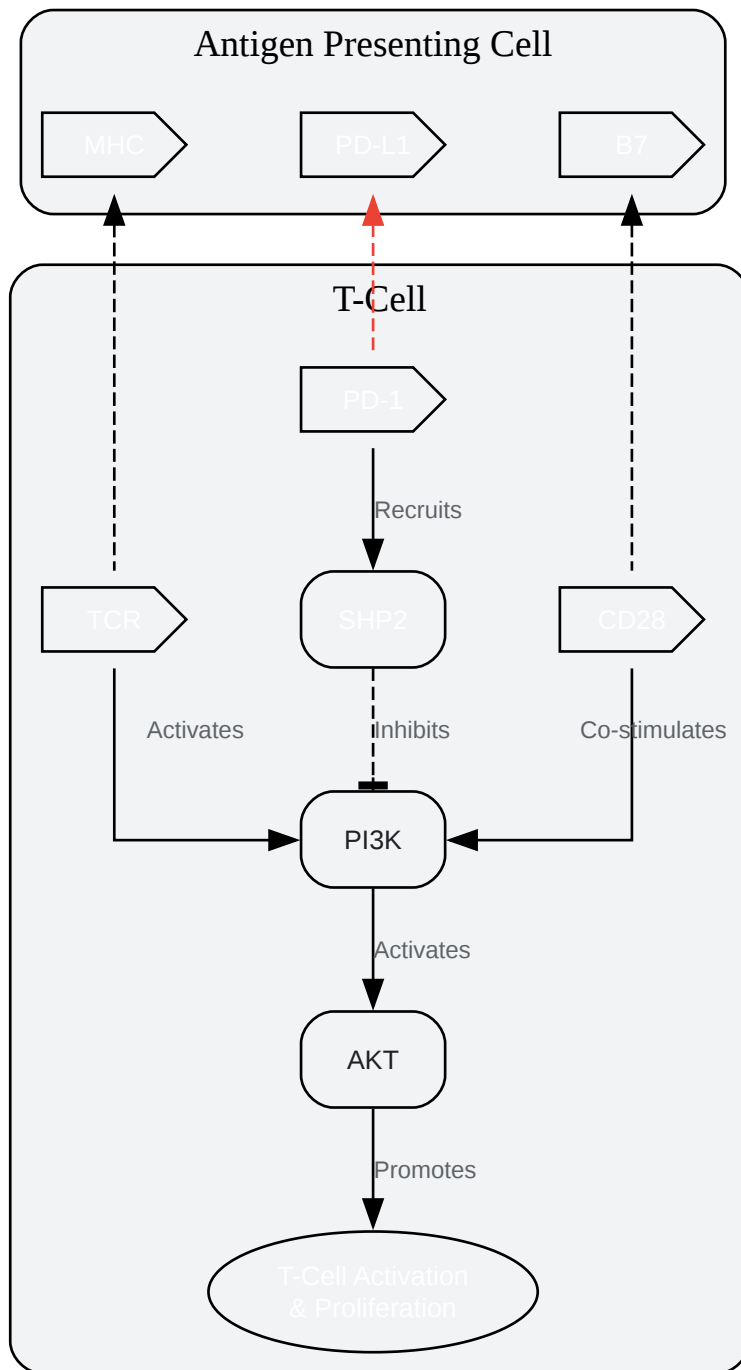 Antigen Presenting Cell
MHC
PD-L1
B7
T-Cell
PD-1
Recruits
TCR
SHP2
CD28
Activates
Inhibits
Co-stimulates
PI3K
Activates
AKT
Promotes
T-Cell Activation
& Proliferation